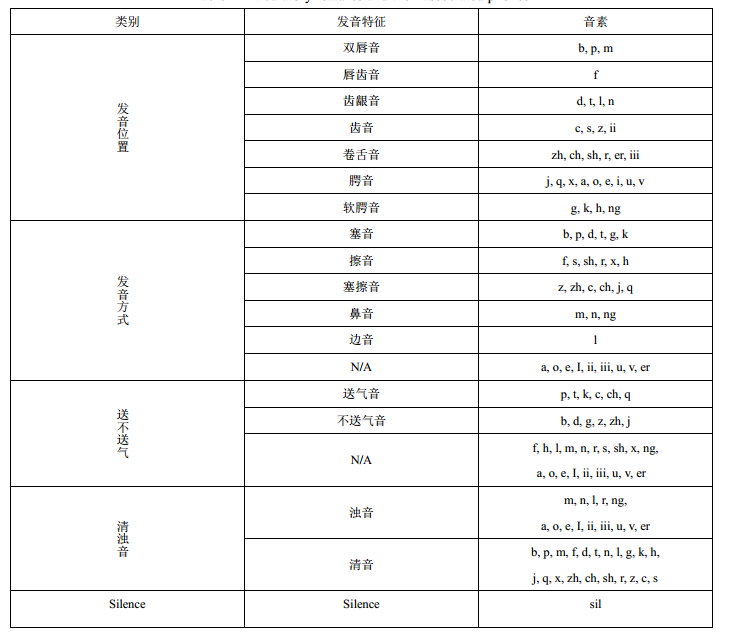 类别 发音特征 音素
发音位置 双唇音 b, p, m
唇齿音 f
齿龈音 d, t, l, n
齿音 c, s, z, ii
卷舌音 zh, ch, sh, r, er, iii
腭音 j, q, x, a, o, e, i, u, v
软腭音 g, k, h, ng
发音方式 塞音 b, p, d, t, g, k
擦音 f, s, sh, r, x, h
塞擦音 z, zh, c, ch, j, q
鼻音 m, n, ng
边音 l
N/A a, o, e, I, ii, iii, u, v, er
送不送气 送气音 p, t, k, c, ch, q
不送气音 b, d, g, z, zh, j
N/A f, h, l, m, n, r, s, sh, x, ng,
a, o, e, I, ii, iii, u, v, er
清浊音 浊音 m, n, l, r, ng,
a, o, e, I, ii, iii, u, v, er
清音 b, p, m, f, d, t, n, l, g, k, h,
j, q, x, zh, ch, sh, r, z, c, s
Silence Silence sil